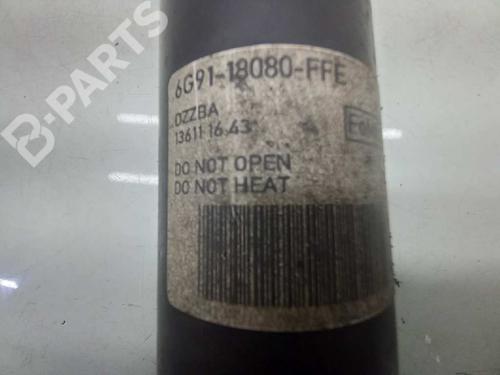 B-PARTS
6G91-18080-FFE
OZZBA
13611 16.43
DO NOT OPEN
DO NOT HEAT